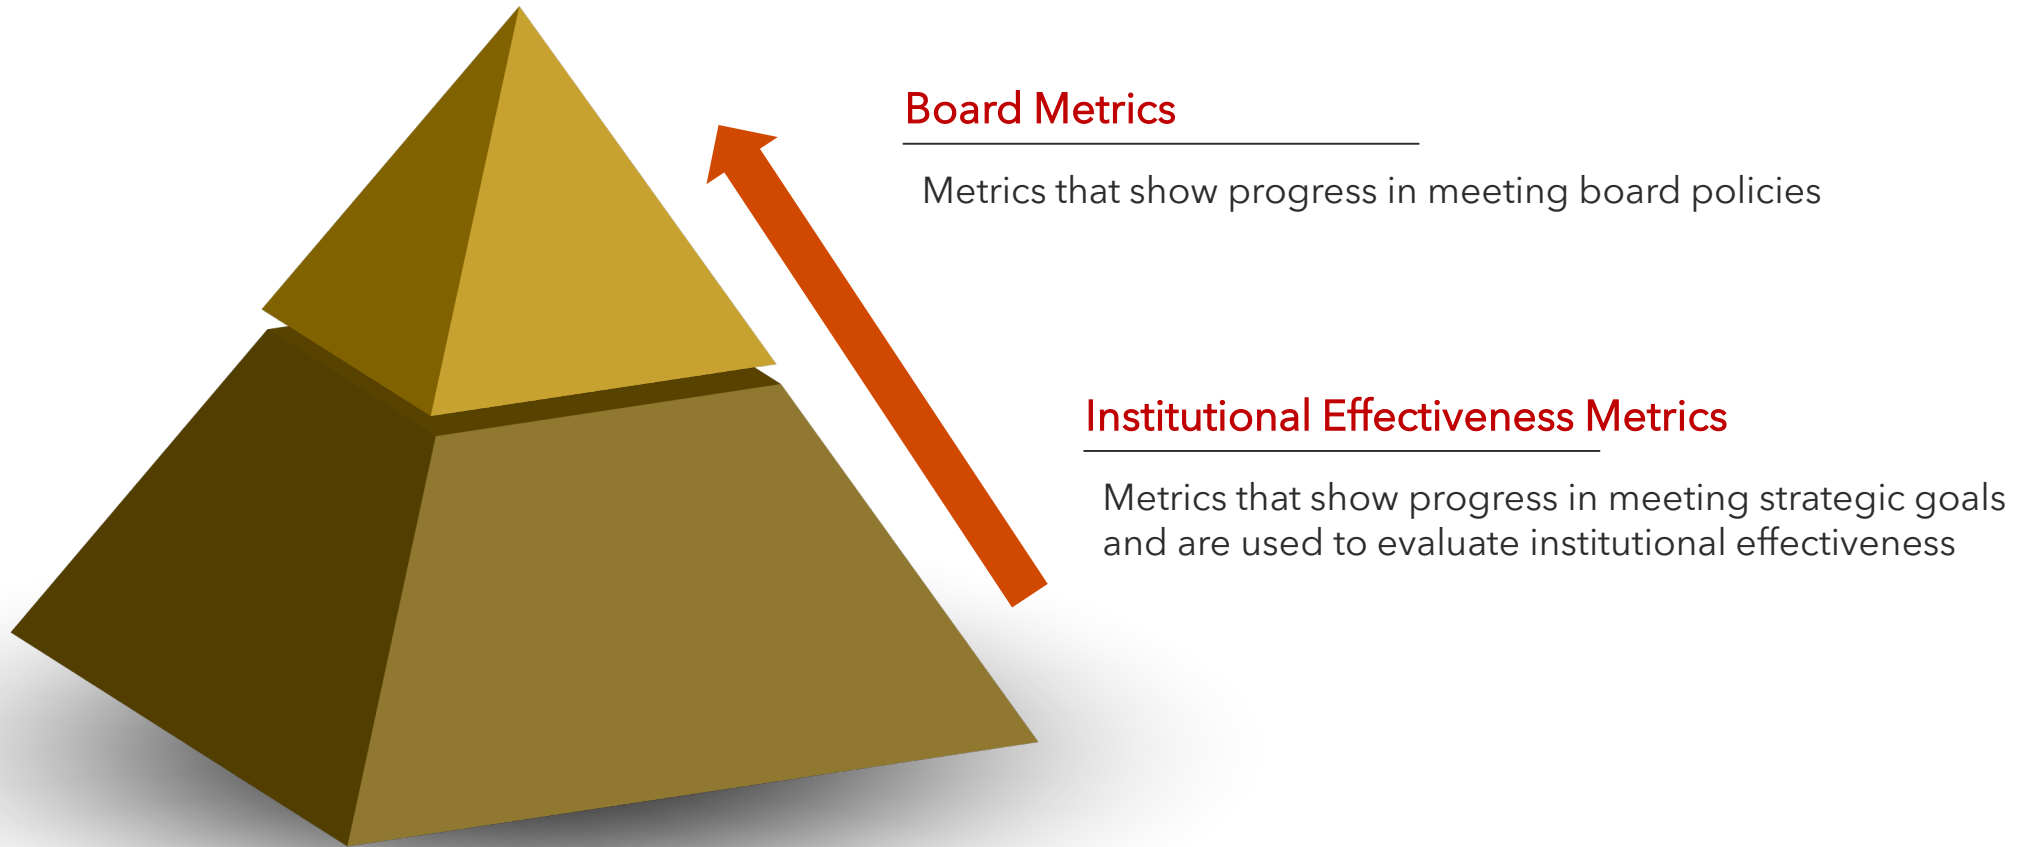 Board Metrics
Metrics that show progress in meeting board policies
Institutional Effectiveness Metrics
Metrics that show progress in meeting strategic goals
and are used to evaluate institutional effectiveness